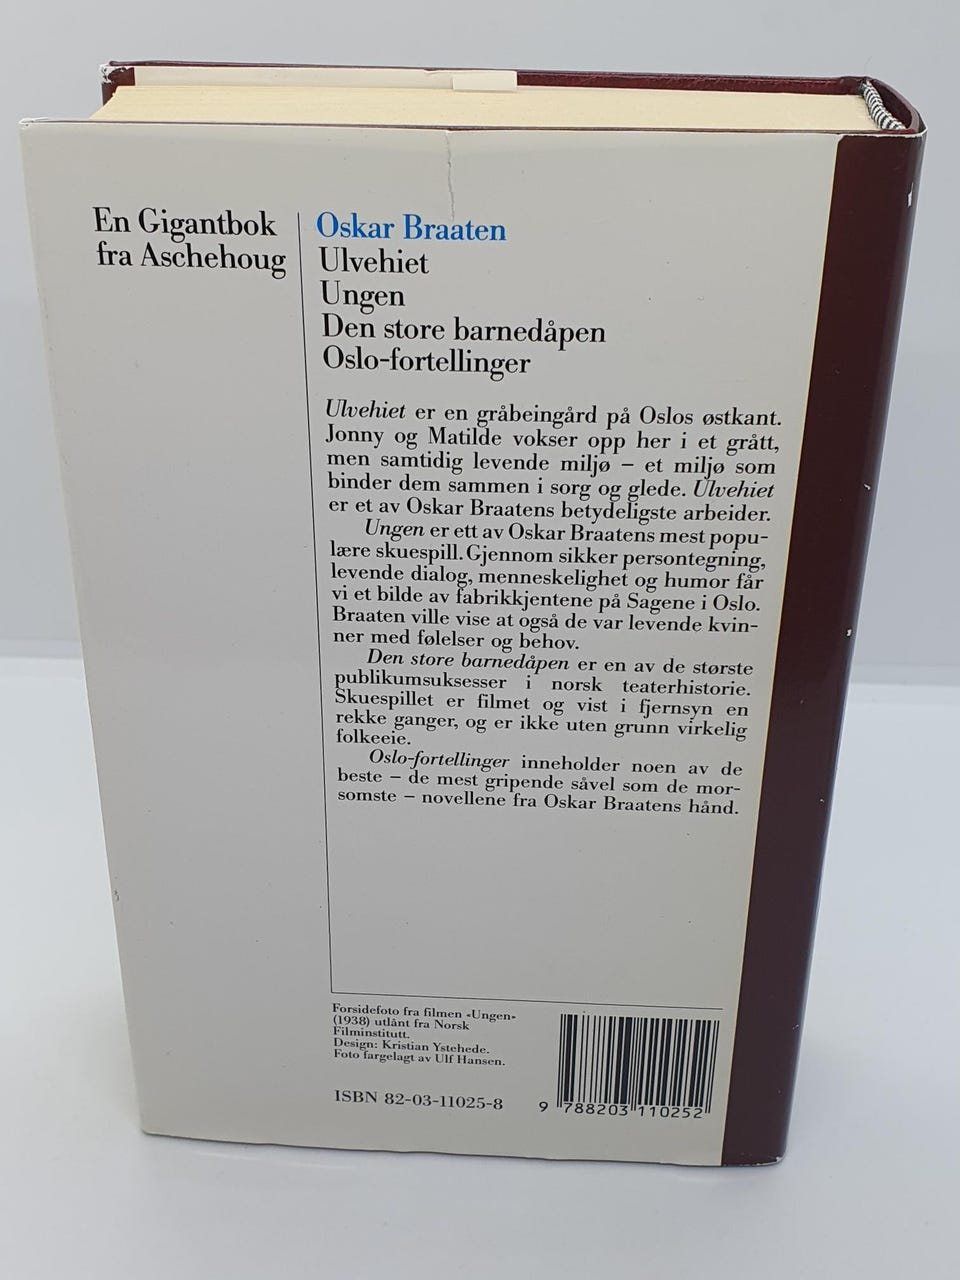 En Gigantbok
fra Aschehoug
Oskar Braaten
Ulvehiet
Ungen
Den store barnedåpen
Oslo-fortellinger
Ulvehiet er en gråbeingård på Oslos østkant.
Jonny og Matilde vokser opp her i et grått,
men samtidig levende miljø – et miljø som
binder dem sammen i sorg og glede. Ulvehiet
er et av Oskar Braatens betydeligste arbeider.
Ungen er ett av Oskar Braatens mest popu-
lære skuespill. Gjennom sikker persontegning,
levende dialog, menneskelighet og humor får
vi et bilde av fabrikkjentene på Sagene i Oslo.
Braaten ville vise at også de var levende kvin-
ner med følelser og behov.
Den store barnedåpen er en av de største
publikumsuksesser i norsk teaterhistorie.
Skuespillet er filmet og vist i fjernsyn en
rekke ganger, og er ikke uten grunn virkelig
folkeeie.
Oslo-fortellinger inneholder noen av de
beste – de mest gripende såvel som de mor-
somste – novellene fra Oskar Braatens hånd.
Forsidefoto fra filmen «Ungen»
(1938) utlånt fra Norsk
Filminstitutt.
Design: Kristian Ystehede.
Foto fargelagt av Ulf Hansen.
ISBN 82-03-11025-8
9 788203 110252